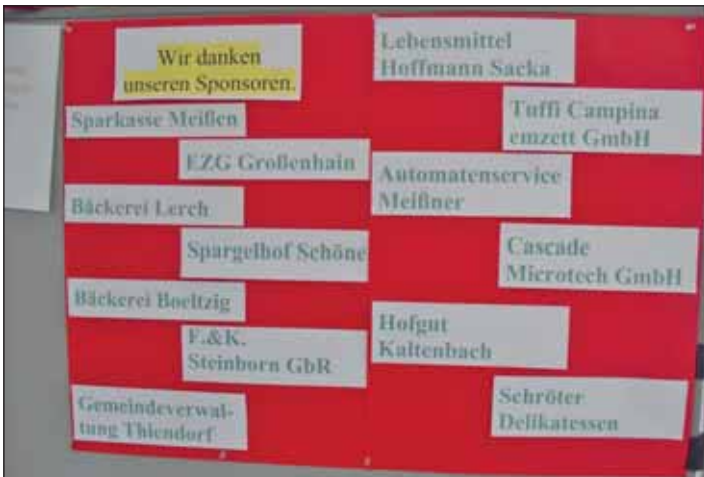 Wir danken
unseren Sponsoren.
Sparkasse Meißen
EZG Großenhain
Bäckerei Lerch
Spargelhof Schöne
Bäckerei Boeltzig
F.&K.
Steinborn GbR
Gemeindeverwal-
tung Thiendorf
Lebensmittel
Hoffmann Sacka
Tuffi Campina
emzett GmbH
Automatenservice
Meißner
Cascade
Microtech GmbH
Hofgut
Kaltenbach
Schröter
Delikatessen